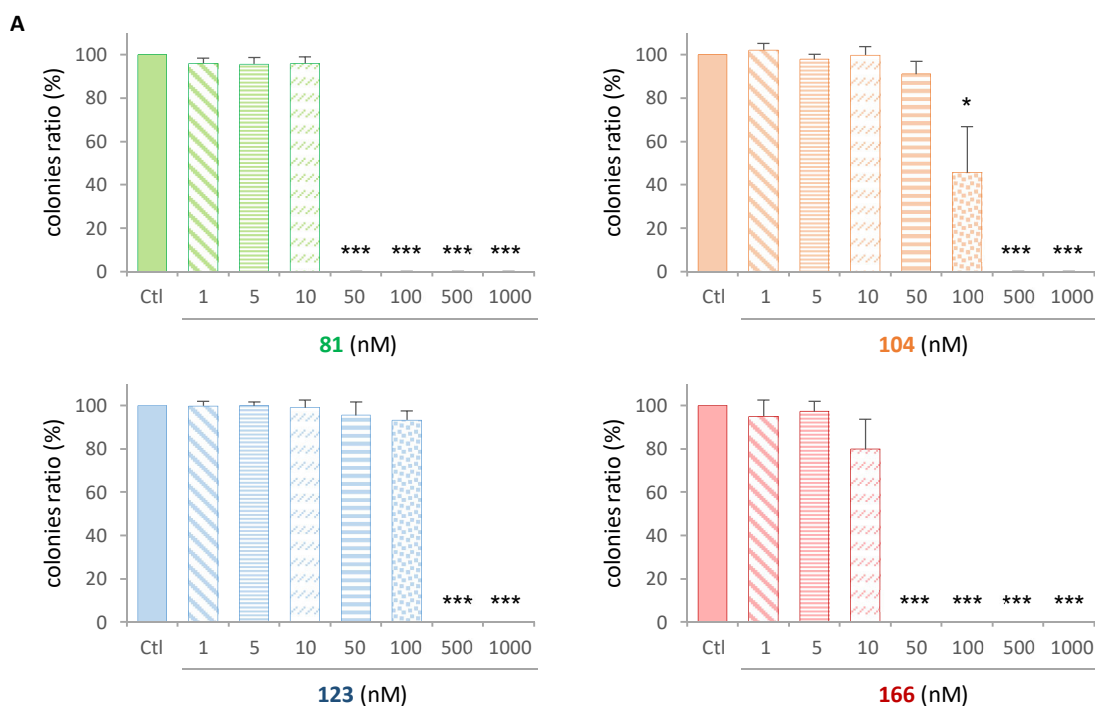 A
colonies ratio (%)
100
80
60
40
20
0
*** *** *** ***
Ctl 1 5 10 50 100 500 1000
81 (nM)
colonies ratio (%)
100
80
60
40
20
0
*
*** ***
Ctl 1 5 10 50 100 500 1000
104 (nM)
colonies ratio (%)
100
80
60
40
20
0
*** ***
Ctl 1 5 10 50 100 500 1000
123 (nM)
colonies ratio (%)
100
80
60
40
20
0
*** *** *** ***
Ctl 1 5 10 50 100 500 1000
166 (nM)